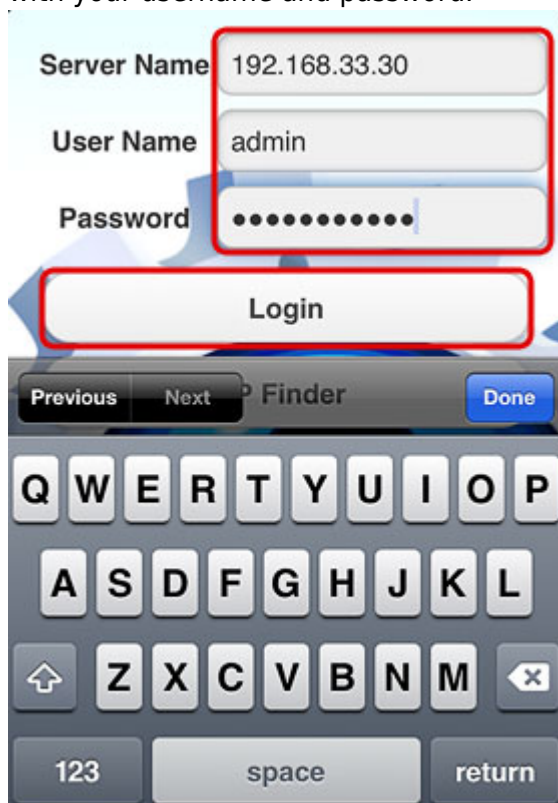 with your username and password.
Server Name 192.168.33.30
User Name admin
Password ●●●●●●●●●●●
Login
Previous Next P Finder Done
Q W E R T Y U I O P
A S D F G H J K L
Z X C V B N M
123 space return